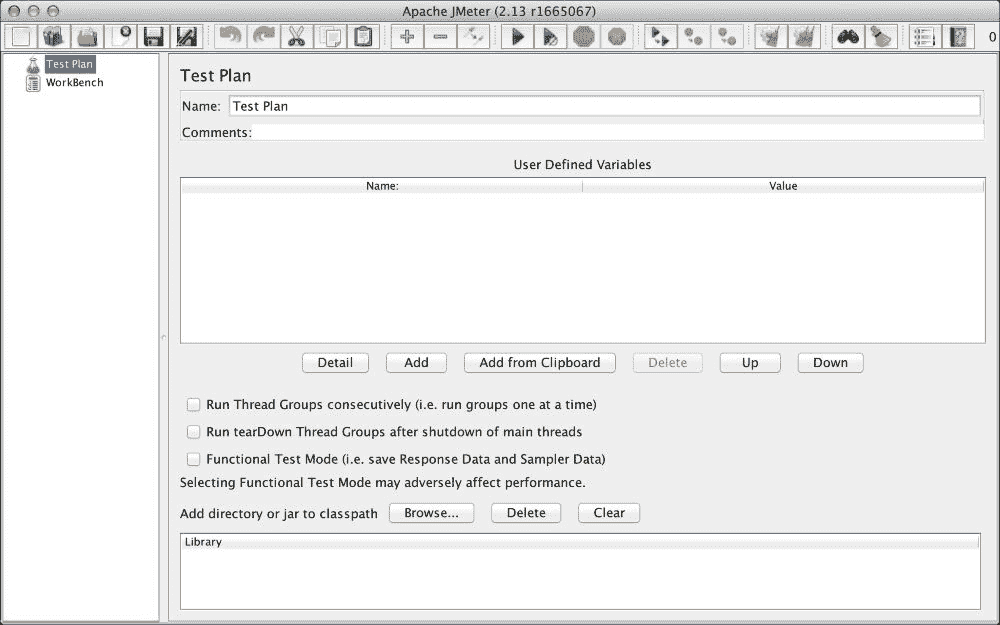 Apache JMeter (2.13 r1665067)
0
Test Plan
WorkBench
Test Plan
Name: Test Plan
Comments:
User Defined Variables
Name: Value
Detail Add Add from Clipboard Delete Up Down
Run Thread Groups consecutively (i.e. run groups one at a time)
Run tearDown Thread Groups after shutdown of main threads
Functional Test Mode (i.e. save Response Data and Sampler Data)
Selecting Functional Test Mode may adversely affect performance.
Add directory or jar to classpath Browse... Delete Clear
Library